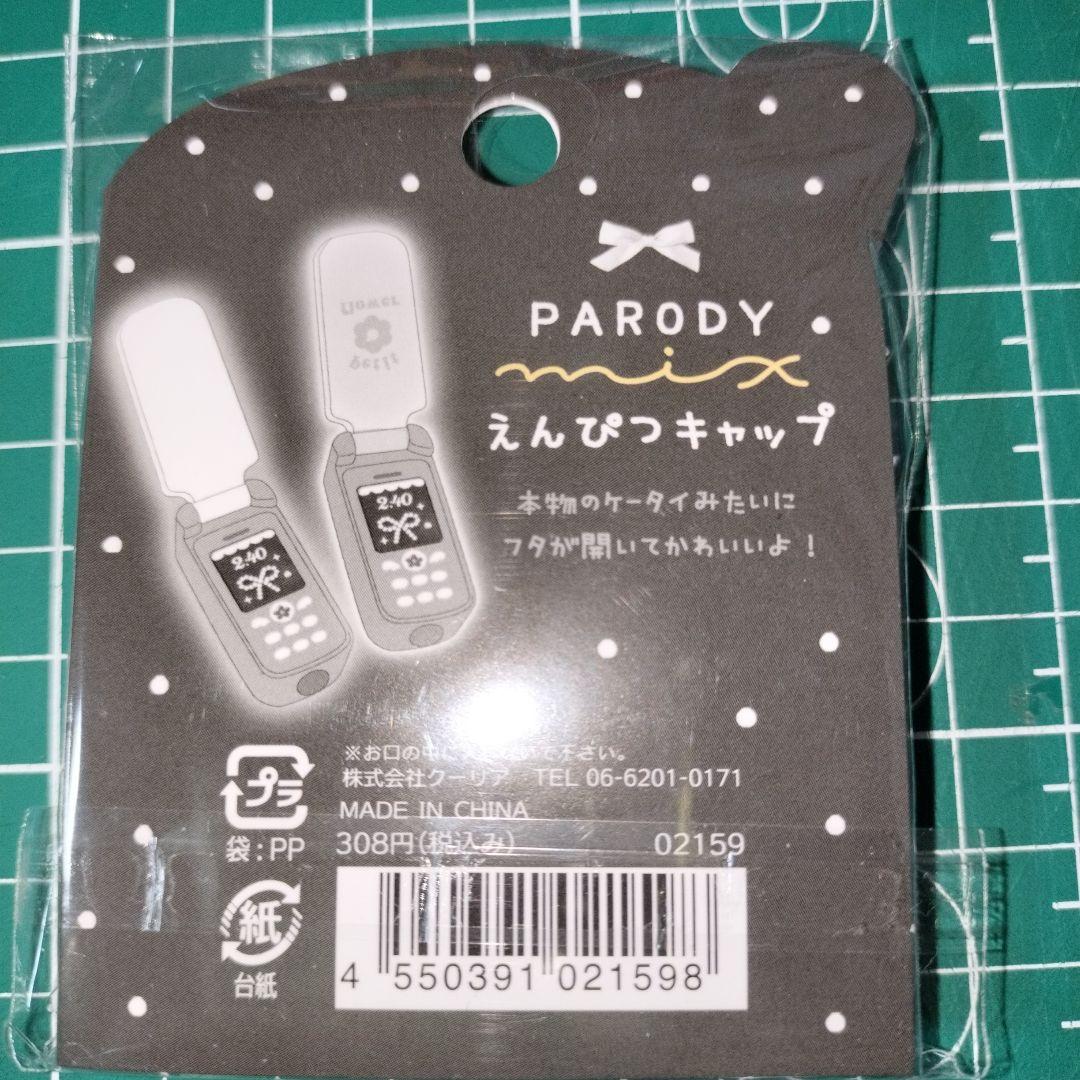 PARODY
mix
えんぴつキャップ
本物のケータイみたいに
フタが開いてかわいいよ！
flower
petit
2:40
2:40
プラ
袋:PP
紙
台紙
※お口の中に
下さい。
株式会社クーリア TEL 06-6201-0171
MADE IN CHINA
308円(税込み) 02159
4 550391 021598